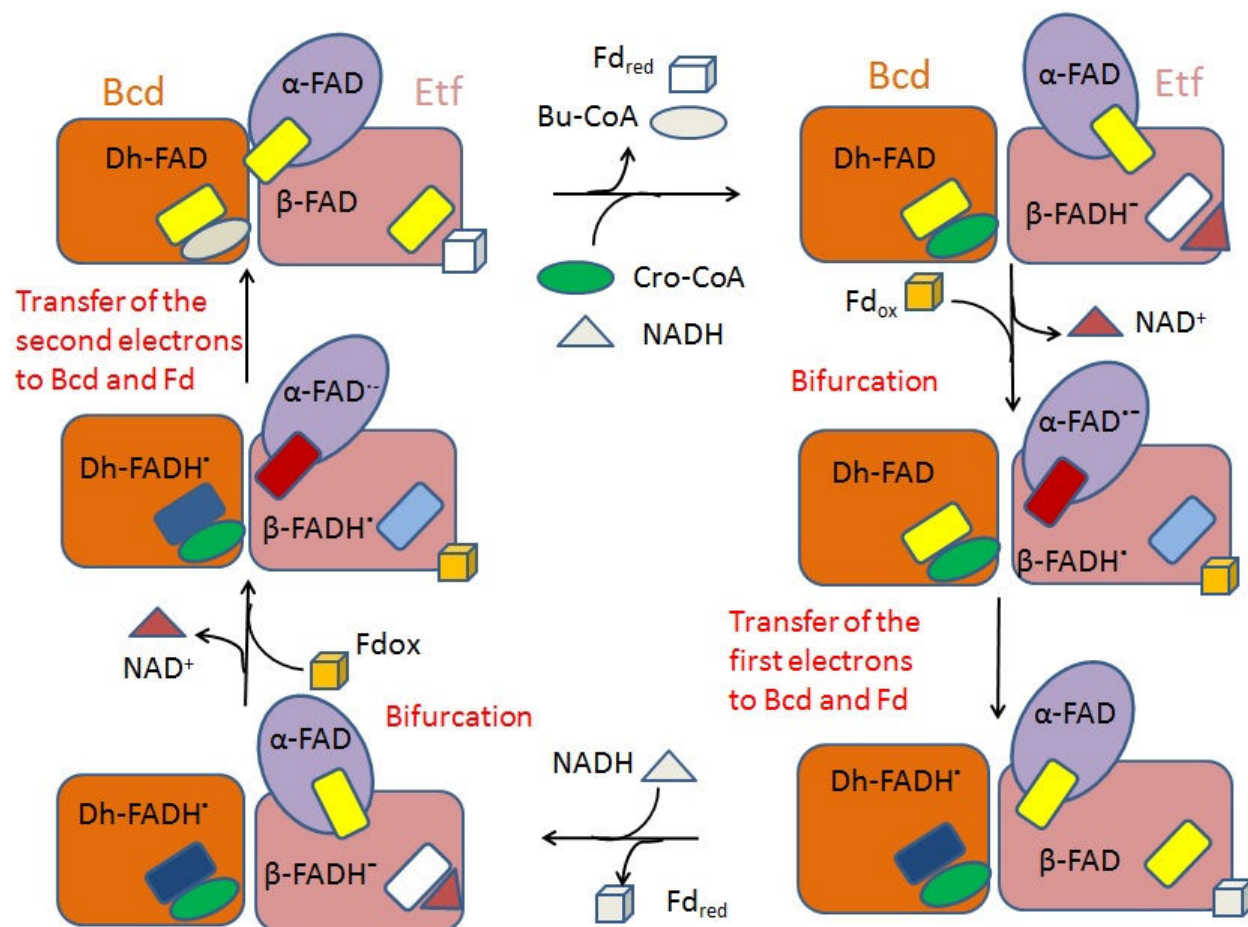 Bcd
α-FAD
Etf
Dh-FAD
β-FAD
Fdred
Bu-CoA
Cro-CoA
NADH
Bcd
α-FAD
Etf
Dh-FAD
β-FADH⁻
Fdox
NAD⁺
Bifurcation
α-FAD•⁻
Dh-FAD
β-FADH•
Transfer of the
first electrons
to Bcd and Fd
α-FAD
Dh-FADH•
β-FAD
NADH
Fdred
Bifurcation
α-FAD
Dh-FADH•
β-FADH⁻
NAD⁺
Fdox
α-FAD•⁻
Dh-FADH•
β-FADH•
Transfer of the
second electrons
to Bcd and Fd